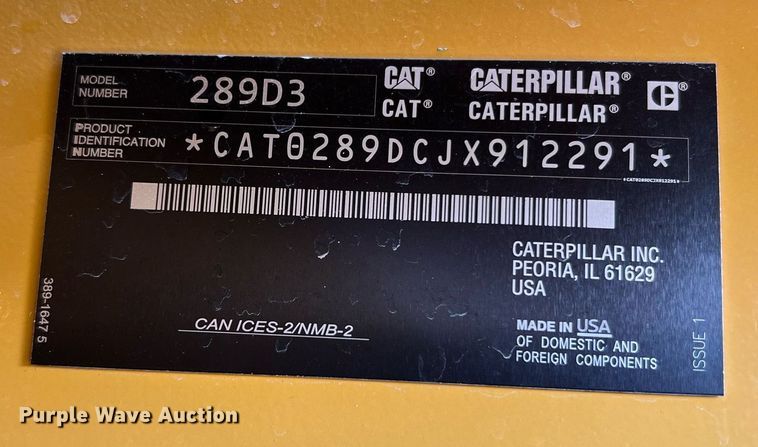 MODEL
NUMBER
289D3
CAT® CATERPILLAR® C®
CAT® CATERPILLAR®
PRODUCT
IDENTIFICATION
NUMBER
*CAT0289DCJX912291*
*CAT0289DCJX912291*
CATERPILLAR INC.
PEORIA, IL 61629
USA
389-1647 5
CAN ICES-2/NMB-2
MADE IN USA
OF DOMESTIC AND
FOREIGN COMPONENTS
ISSUE 1
Purple Wave Auction